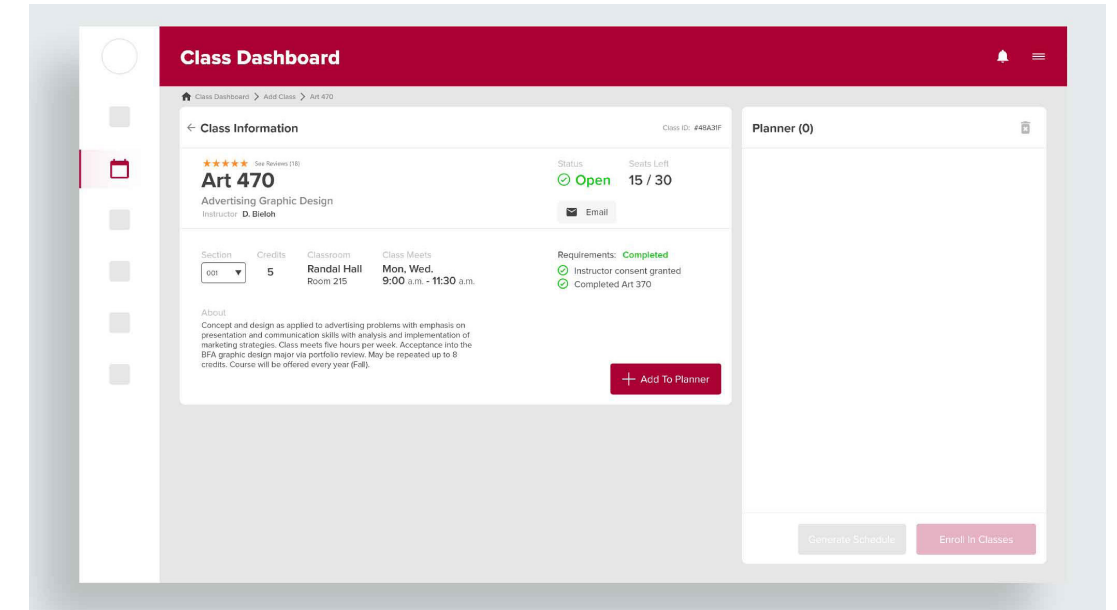 Class Dashboard
Class Dashboard > Add Class > Art 470
← Class Information
Class ID: #48A31F
★★★★★ See Reviews (18)
Art 470
Advertising Graphic Design
Instructor D. Bieloh
Status
Open
Seats Left
15 / 30
Email
Section
001 ▼
Credits
5
Classroom
Randal Hall
Room 215
Class Meets
Mon, Wed.
9:00 a.m. - 11:30 a.m.
Requirements: Completed
Instructor consent granted
Completed Art 370
About
Concept and design as applied to advertising problems with emphasis on
presentation and communication skills with analysis and implementation of
marketing strategies. Class meets five hours per week. Acceptance into the
BFA graphic design major via portfolio review. May be repeated up to 8
credits. Course will be offered every year (Fall).
+ Add To Planner
Planner (0)
Generate Schedule
Enroll In Classes